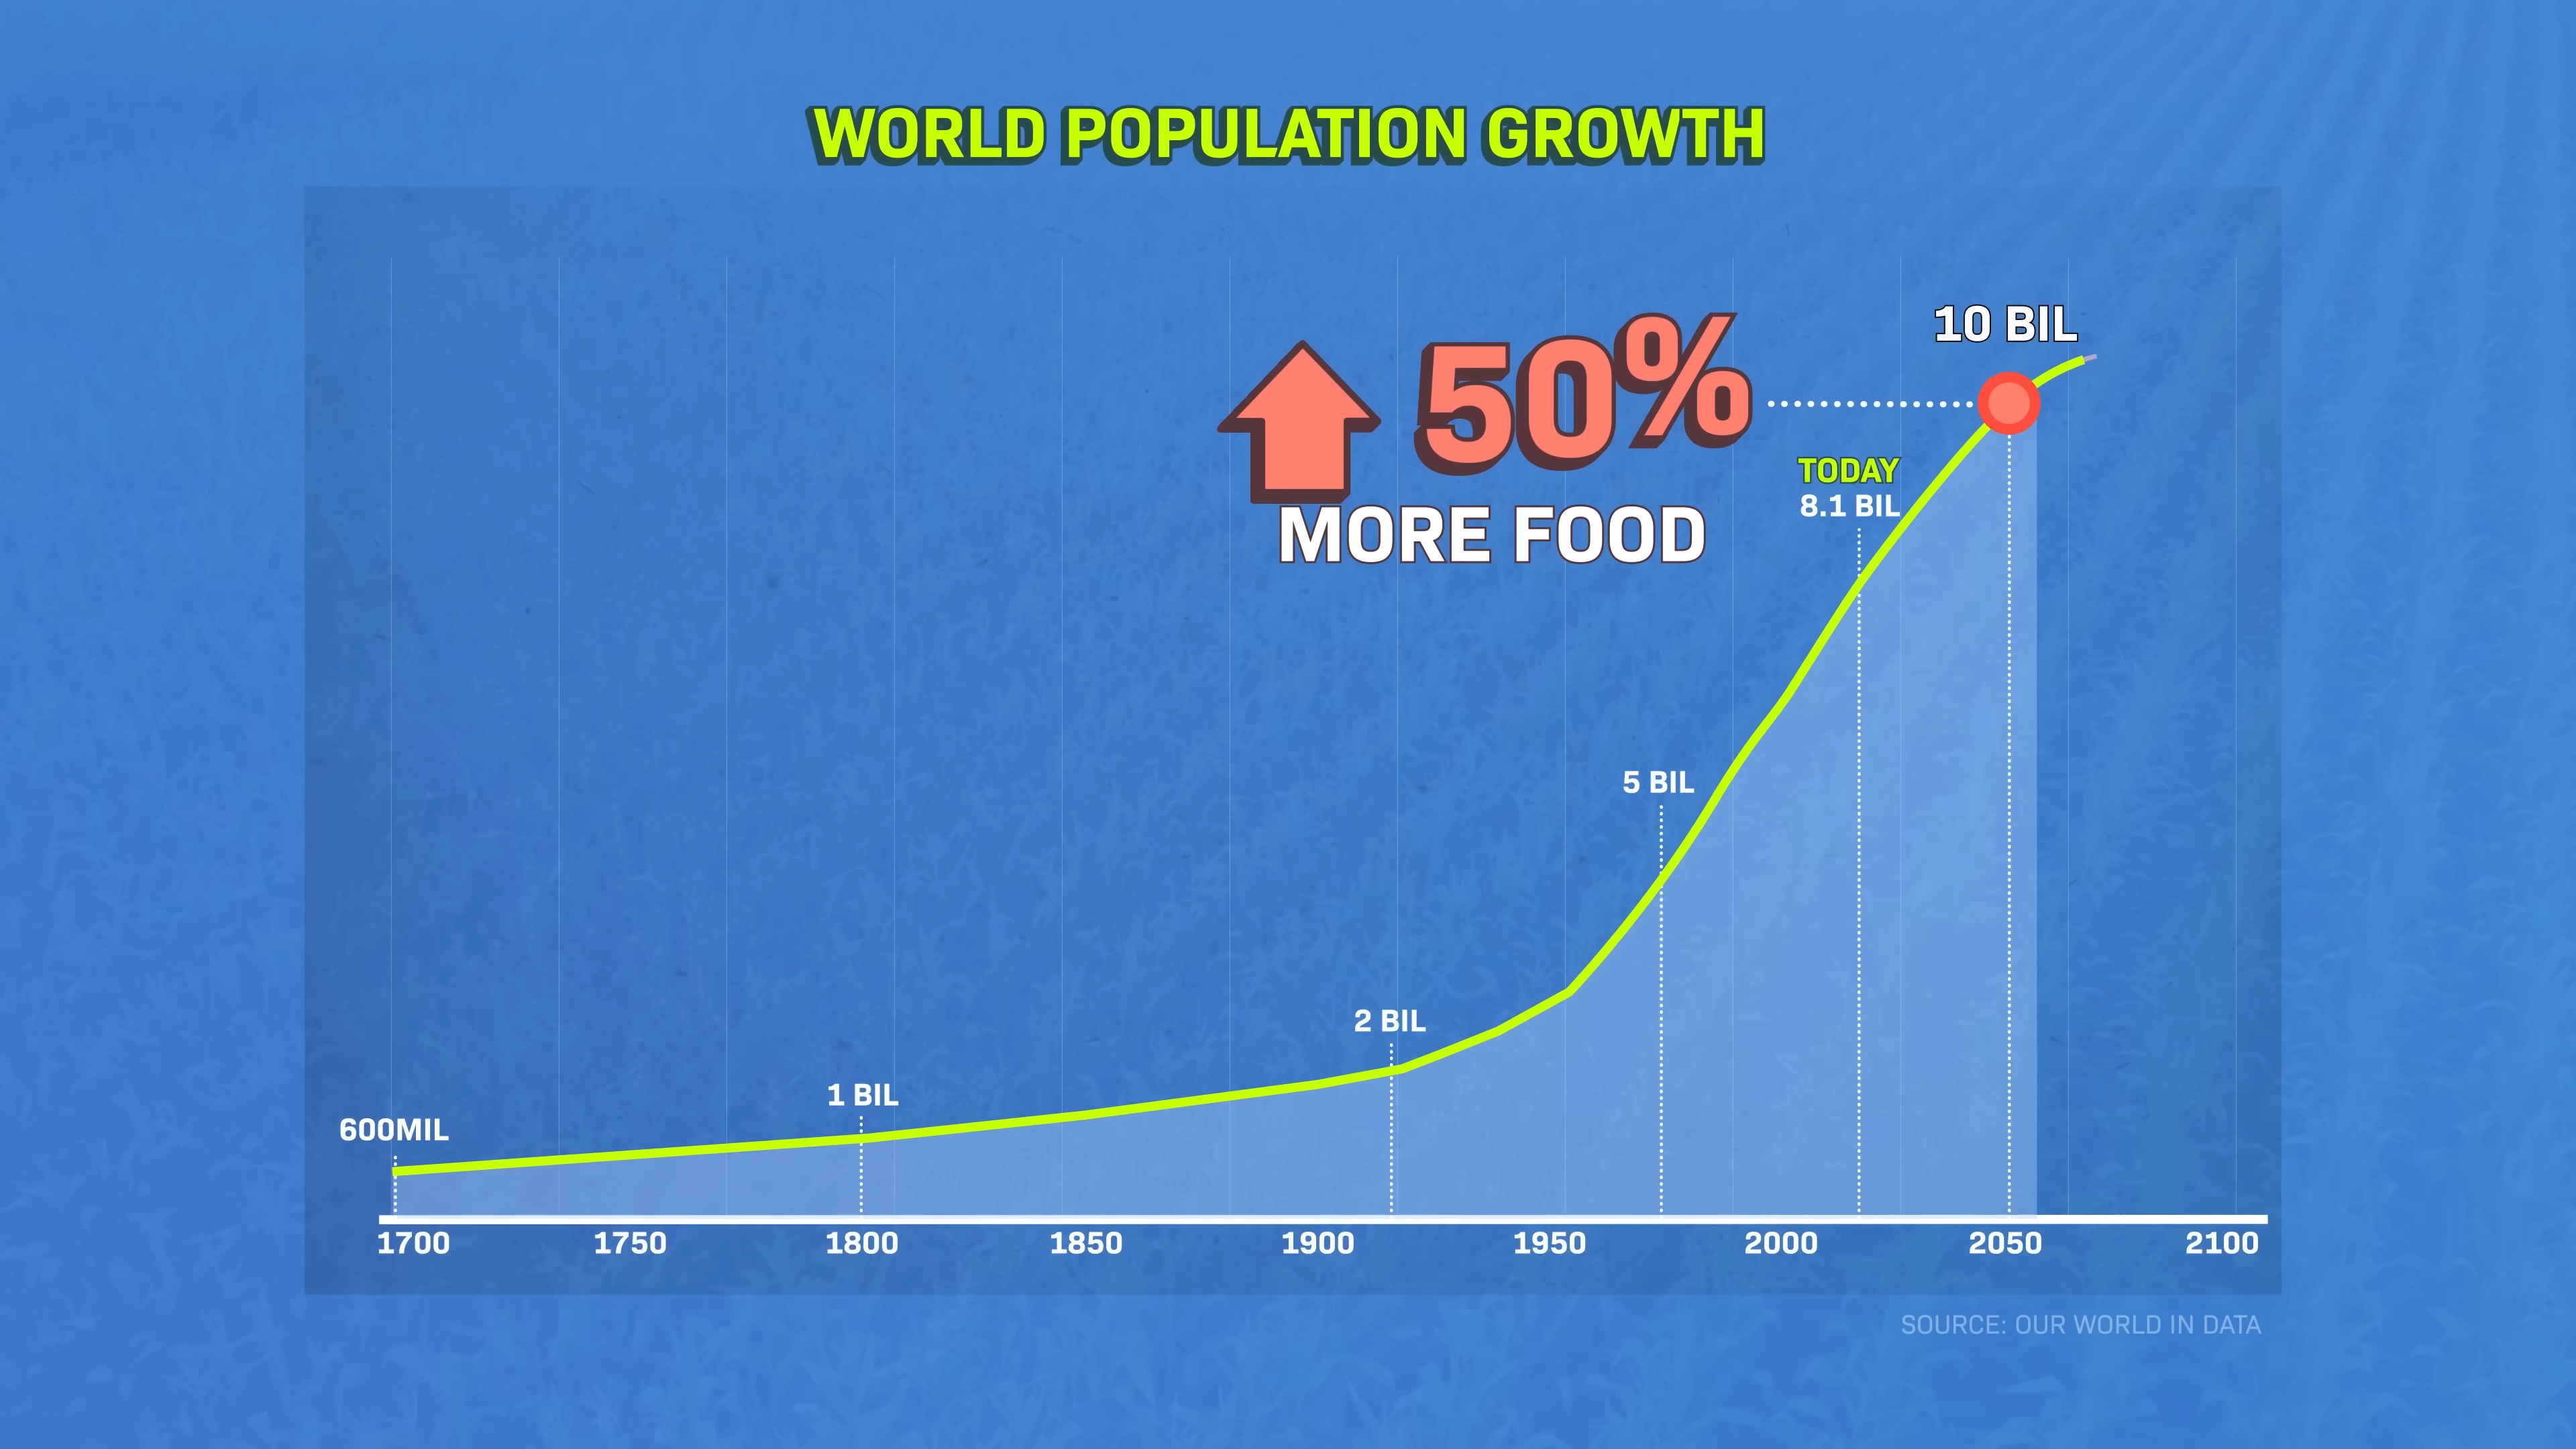 WORLD POPULATION GROWTH
10 BIL
50%
MORE FOOD
TODAY
8.1 BIL
5 BIL
2 BIL
1 BIL
600MIL
1700 1750 1800 1850 1900 1950 2000 2050 2100
SOURCE: OUR WORLD IN DATA